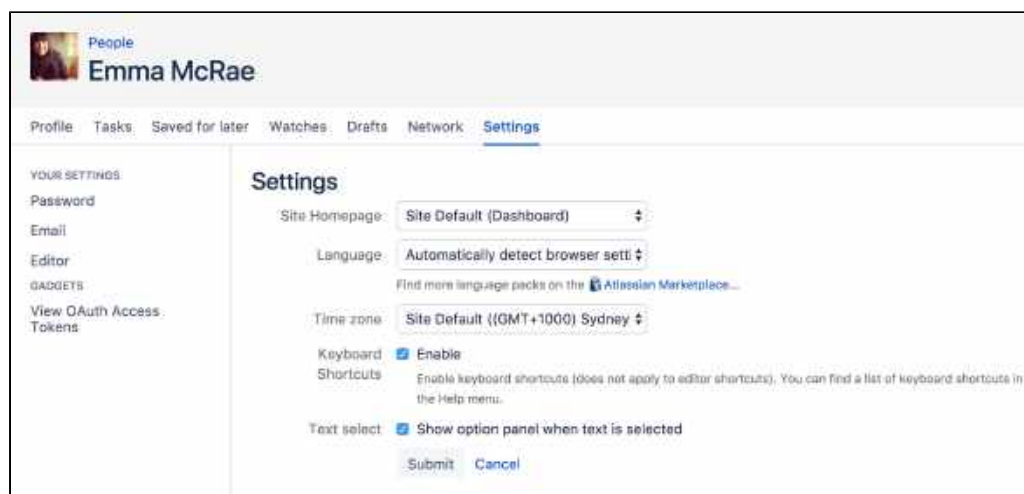 People
Emma McRae
Profile Tasks Saved for later Watches Drafts Network Settings
YOUR SETTINGS
Password
Email
Editor
GADGETS
View OAuth Access
Tokens
Settings
Site Homepage Site Default (Dashboard)
Language Automatically detect browser setti
Find more language packs on the Atlassian Marketplace...
Time zone Site Default ((GMT+1000) Sydney
Keyboard
Shortcuts
Enable
Enable keyboard shortcuts (does not apply to editor shortcuts). You can find a list of keyboard shortcuts in
the Help menu.
Text select Show option panel when text is selected
Submit Cancel